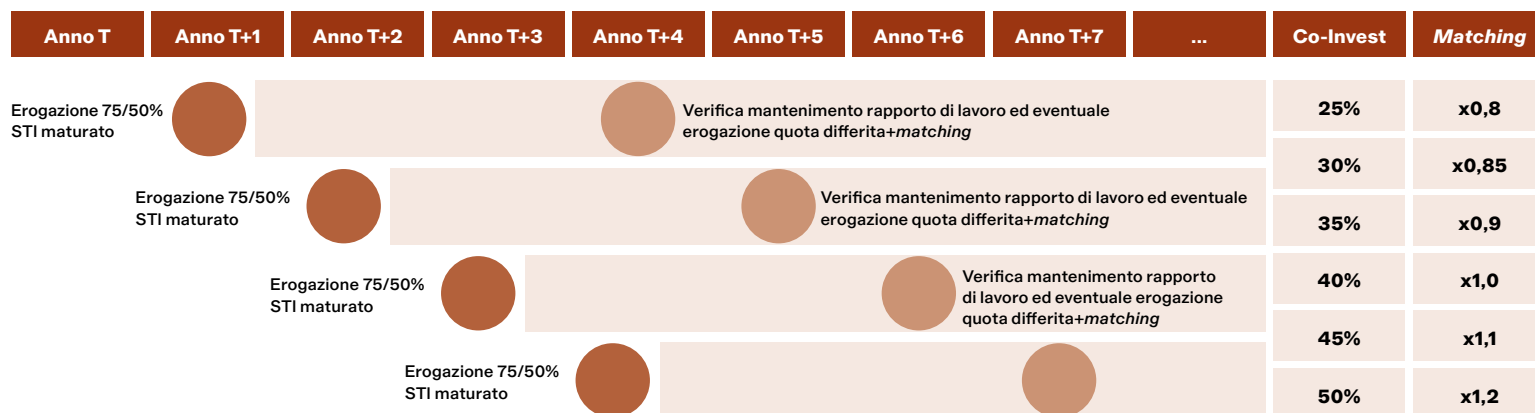 Anno T Anno T+1 Anno T+2 Anno T+3 Anno T+4 Anno T+5 Anno T+6 Anno T+7 ... Co-Invest Matching
Erogazione 75/50%
STI maturato
Verifica mantenimento rapporto di lavoro ed eventuale
erogazione quota differita+matching
25% x0,8
30% x0,85
Erogazione 75/50%
STI maturato
Verifica mantenimento rapporto di lavoro ed eventuale
erogazione quota differita+matching
35% x0,9
Erogazione 75/50%
STI maturato
Verifica mantenimento rapporto
di lavoro ed eventuale erogazione
quota differita+matching
40% x1,0
45% x1,1
Erogazione 75/50%
STI maturato
50% x1,2